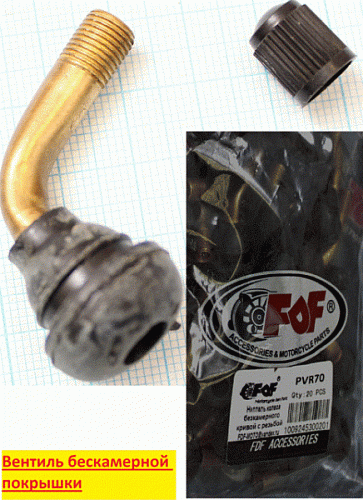 FOF
®
ACCESSORIES & MOTORCYCLE PARTS
FOF
PVR70
Qty: 20 PCS
Ниппель колеса
бескамерного
кривой с резьбой
1009245300201
FDF ACCESSORIES
Вентиль бескамерной
покрышки